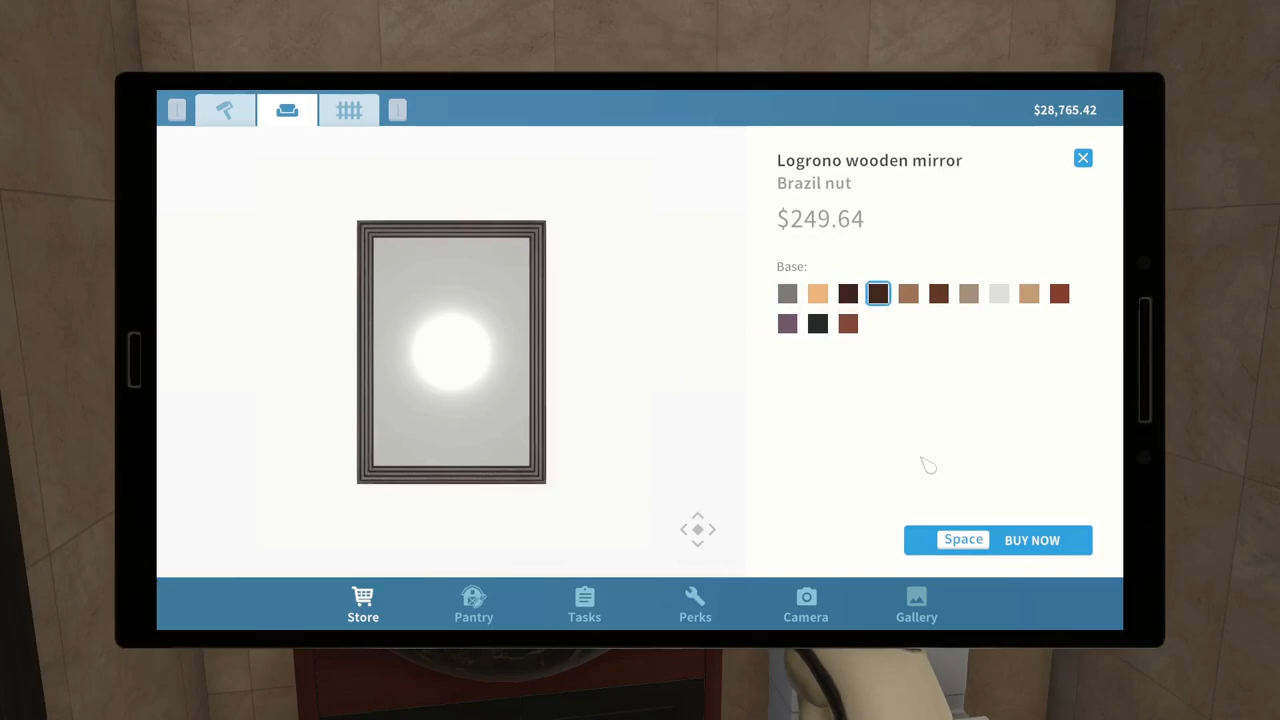 $28,765.42
Logrono wooden mirror
Brazil nut
$249.64
Base:
Space BUY NOW
Store Pantry Tasks Perks Camera Gallery